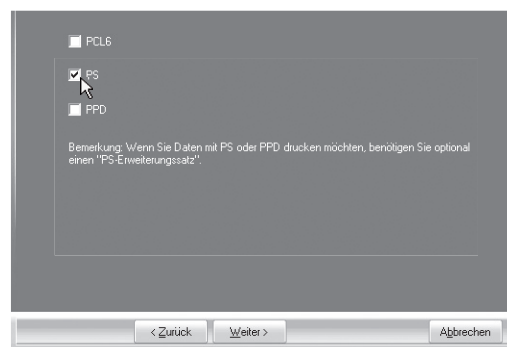 PCL6
PS
PPD
Bemerkung: Wenn Sie Daten mit PS oder PPD drucken möchten, benötigen Sie optional
einen "PS-Erweiterungssatz".
< Zurück Weiter > Abbrechen